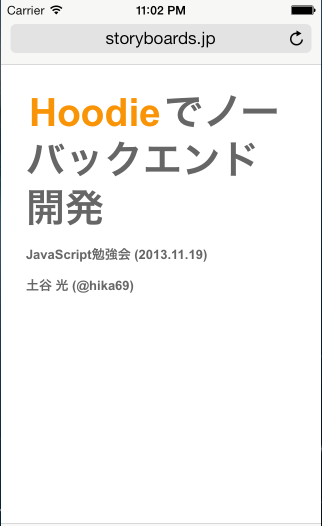 Carrier 11:02 PM
storyboards.jp
Hoodieでノー
バックエンド
開発
JavaScript勉強会 (2013.11.19)
土谷 光 (@hika69)